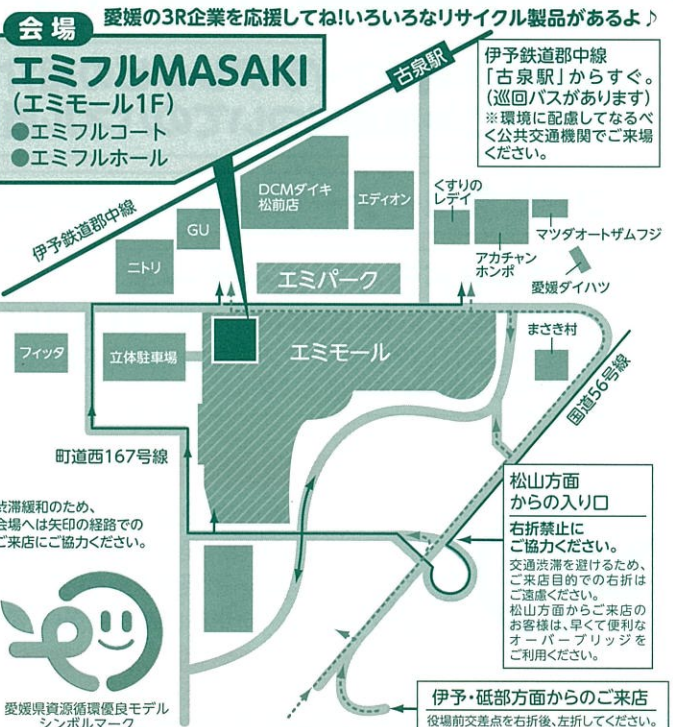 愛媛の3R企業を応援してね!いろいろなリサイクル製品があるよ♪
会場
エミフルMASAKI
(エミモール1F)
●エミフルコート
●エミフルホール
古泉駅
伊予鉄道郡中線
「古泉駅」からすぐ。
(巡回バスがあります)
※環境に配慮してなるべ
く公共交通機関でご来場
ください。
伊予鉄道郡中線
DCMダイキ
松前店
エディオン
くすりの
レデイ
アカチャン
ホンポ
マツダオートザムフジ
愛媛ダイハツ
GU
ニトリ
エミパーク
フィッタ
立体駐車場
エミモール
まさき村
国道56号線
町道西167号線
渋滞緩和のため、
会場へは矢印の経路での
ご来店にご協力ください。
松山方面
からの入り口
右折禁止に
ご協力ください。
交通渋滞を避けるため、
ご来店目的での右折は
ご遠慮ください。
松山方面からご来店の
お客様は、早くて便利な
オーバーブリッジを
ご利用ください。
愛媛県資源循環優良モデル
シンボルマーク
伊予・砥部方面からのご来店
役場前交差点を右折後、左折してください。